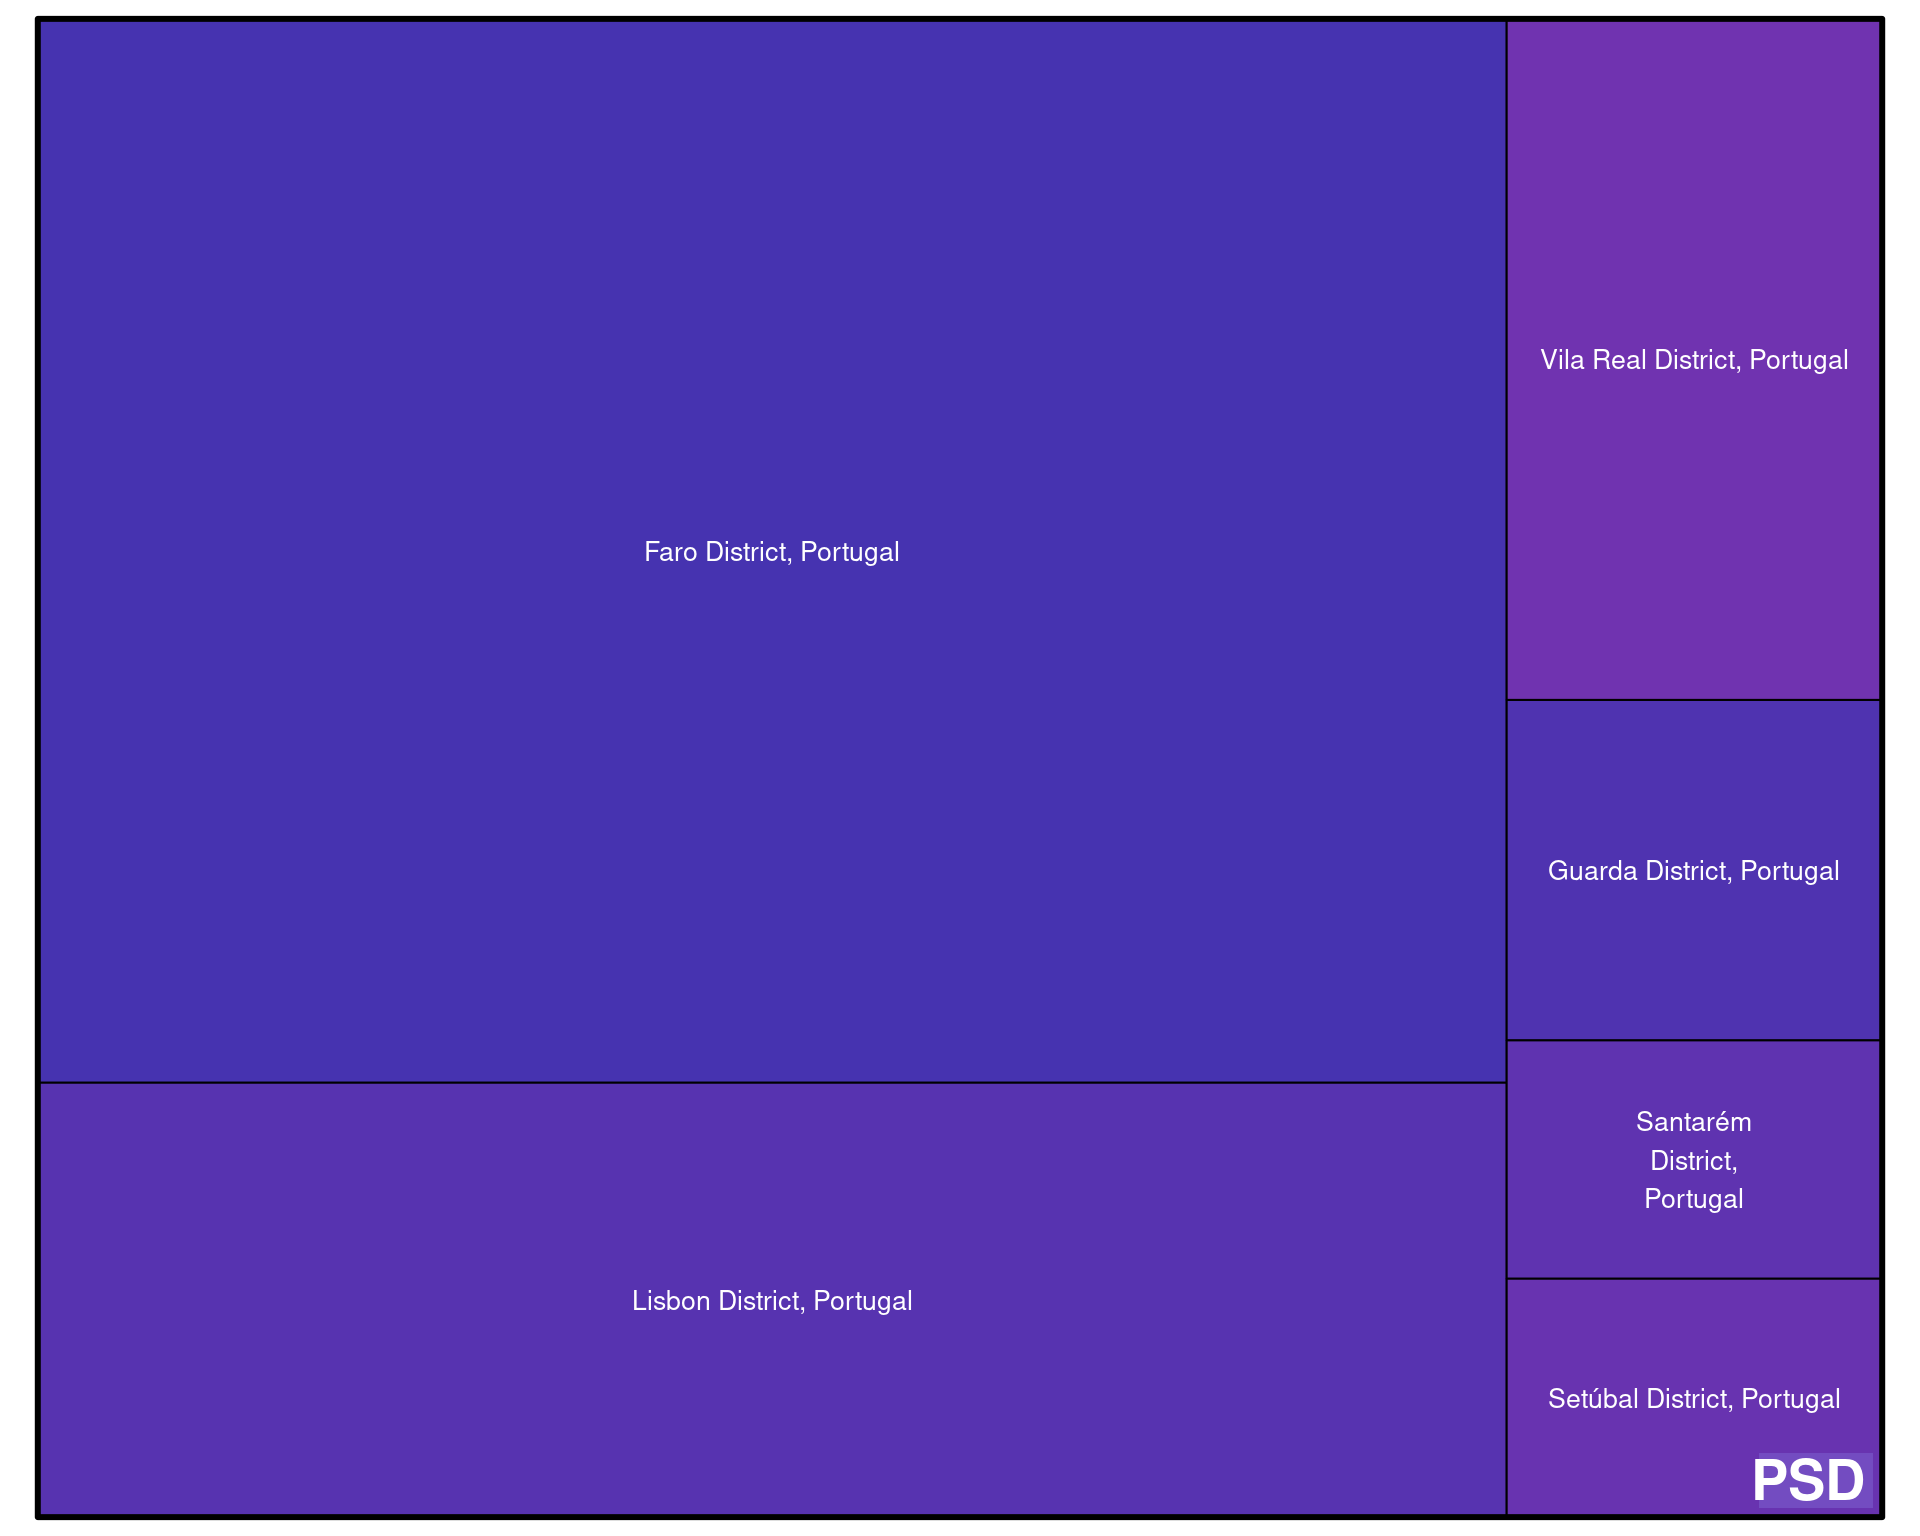 Faro District, Portugal
Lisbon District, Portugal
Vila Real District, Portugal
Guarda District, Portugal
Santarém
District,
Portugal
Setúbal District, Portugal
PSD